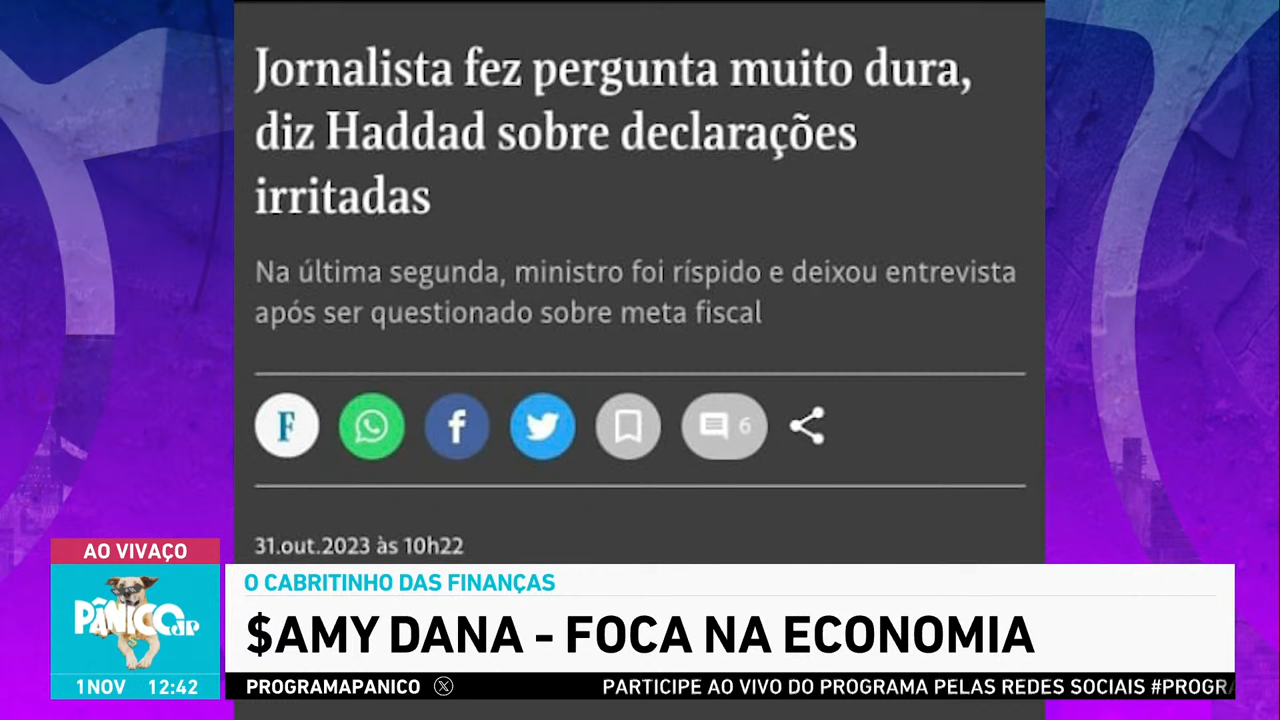 Jornalista fez pergunta muito dura,
diz Haddad sobre declarações
irritadas
Na última segunda, ministro foi ríspido e deixou entrevista
após ser questionado sobre meta fiscal
F
6
31.out.2023 às 10h22
AO VIVAÇO
PÂNICO JP
1NOV 12:42
O CABRITINHO DAS FINANÇAS
$AMY DANA - FOCA NA ECONOMIA
PROGRAMAPANICO X
PARTICIPE AO VIVO DO PROGRAMA PELAS REDES SOCIAIS #PROGR